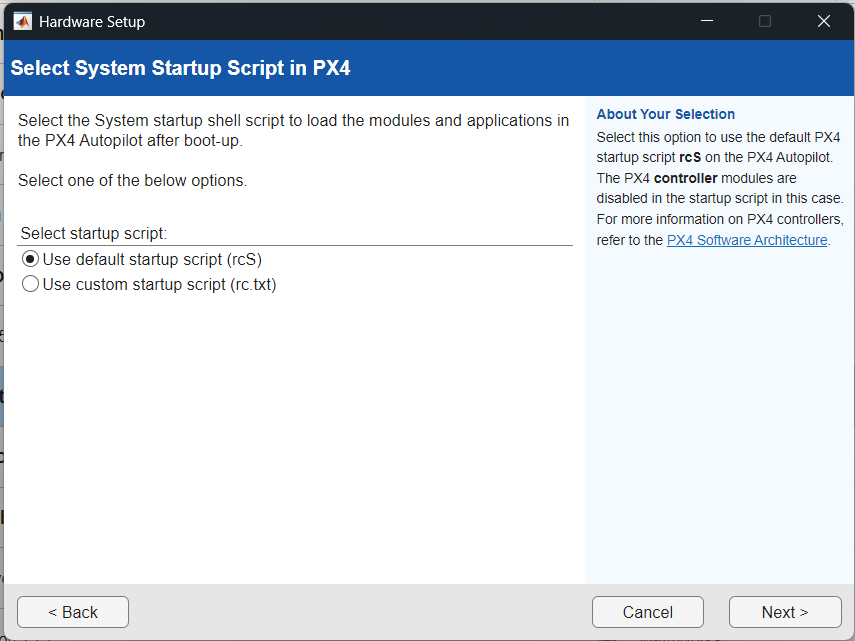 Hardware Setup
Select System Startup Script in PX4
Select the System startup shell script to load the modules and applications in
the PX4 Autopilot after boot-up.
Select one of the below options.
Select startup script:
Use default startup script (rcS)
Use custom startup script (rc.txt)
About Your Selection
Select this option to use the default PX4
startup script rcS on the PX4 Autopilot.
The PX4 controller modules are
disabled in the startup script in this case.
For more information on PX4 controllers,
refer to the PX4 Software Architecture.
< Back
Cancel
Next >